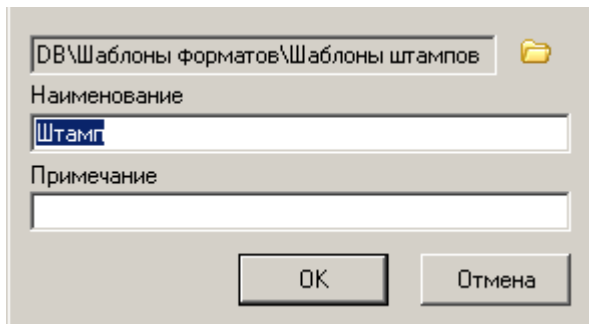 DB\Шаблоны форматов\Шаблоны штампов
Наименование
Штамп
Примечание
OK
Отмена